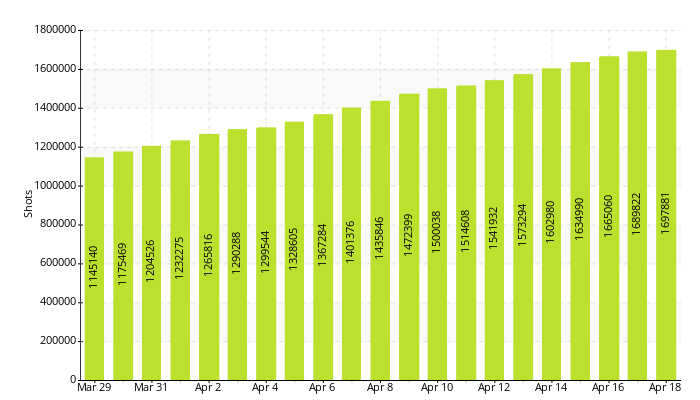 1800000
1600000
1400000
1200000
1000000
800000
600000
400000
200000
0
Shots
1145140
1175469
1204526
1232275
1265816
1290288
1299544
1328605
1367284
1401376
1435846
1472399
1500038
1514608
1541932
1573294
1602980
1634990
1665060
1689822
1697881
Mar 29
Mar 31
Apr 2
Apr 4
Apr 6
Apr 8
Apr 10
Apr 12
Apr 14
Apr 16
Apr 18